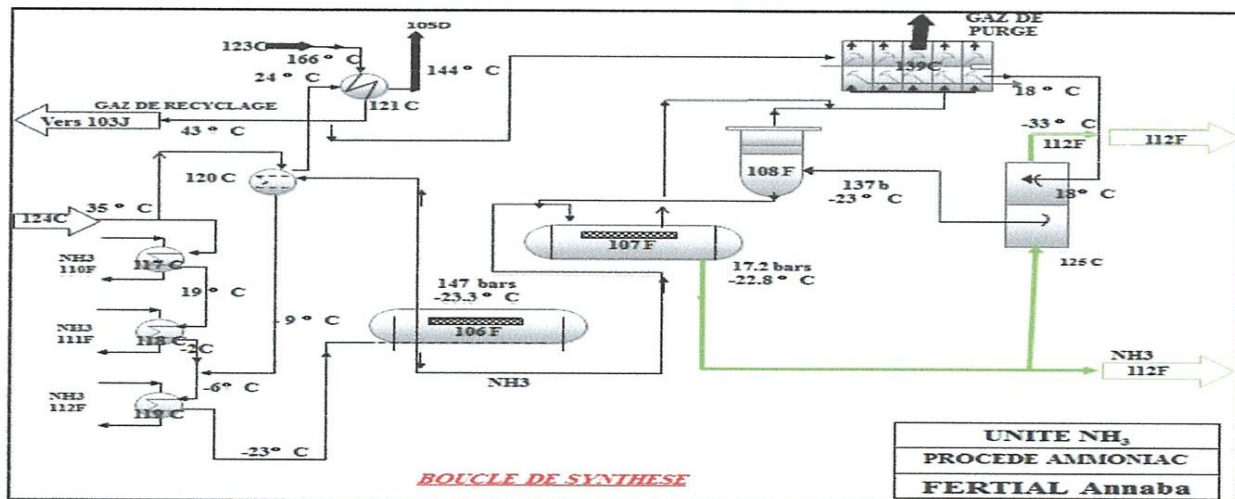 105D
GAZ DE
PURGE
123C
166° C
139C
24° C
144° C
121 C
18° C
GAZ DE RECYCLAGE
Vers 103J
43° C
-33° C
112F
112F
120 C
108 F
137 b
-23° C
18° C
35° C
124C
107 F
NH3
110F
117 C
17.2 bars
-22.8° C
125 C
19° C
147 bars
-23.3° C
NH3
111F
118 C
9° C
106 F
-2C
-6° C
NH3
NH3
112F
NH3
112F
119 C
-23° C
UNITE NH₃
BOUCLE DE SYNTHESE
PROCEDE AMMONIAC
FERTIAL Annaba